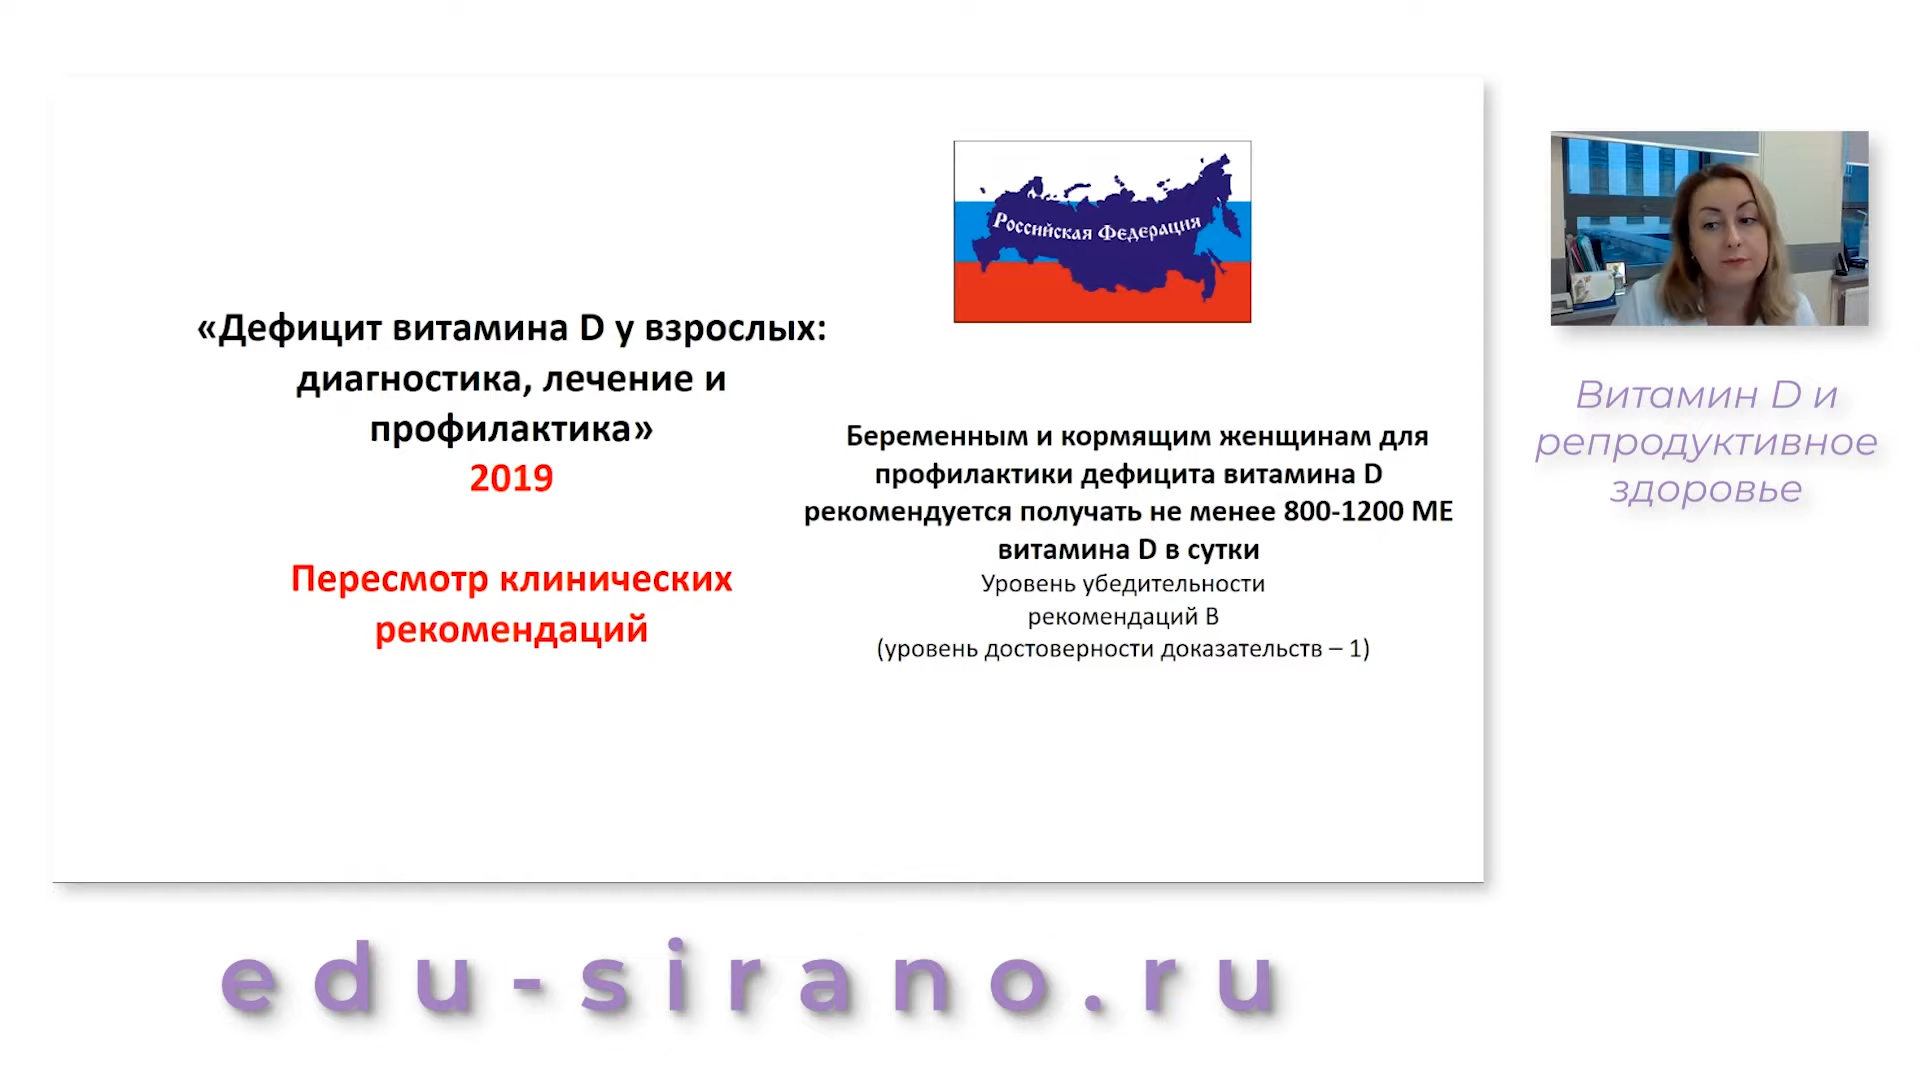 Российская Федерация
«Дефицит витамина D у взрослых:
диагностика, лечение и
профилактика»
2019
Пересмотр клинических
рекомендаций
Беременным и кормящим женщинам для
профилактики дефицита витамина D
рекомендуется получать не менее 800-1200 МЕ
витамина D в сутки
Уровень убедительности
рекомендаций В
(уровень достоверности доказательств – 1)
Витамин D и
репродуктивное
здоровье
edu-sirano.ru